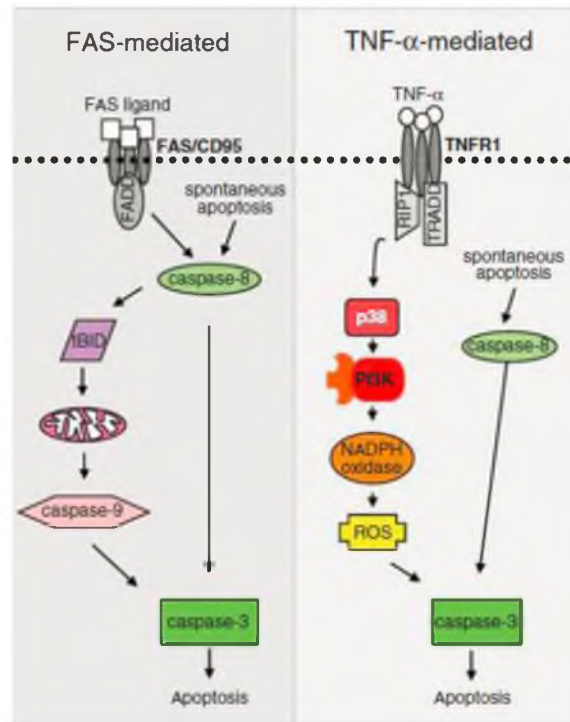 FAS-mediated
FAS ligand
FAS/CD95
FADD
spontaneous
apoptosis
caspase-8
tBID
caspase-9
caspase-3
Apoptosis
TNF-α-mediated
TNF-α
TNFR1
RIP1
TRADD
spontaneous
apoptosis
p38
caspase-8
PI3K
NADPH
oxidase
ROS
caspase-3
Apoptosis